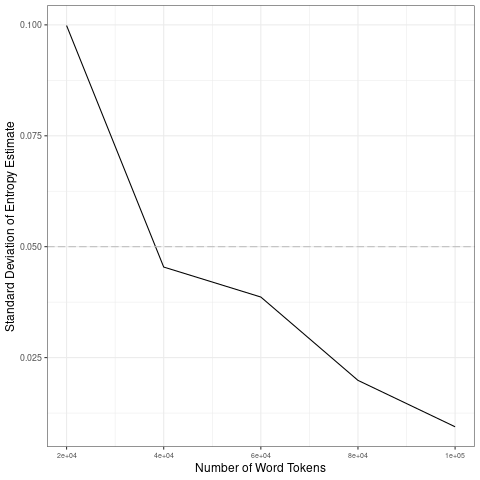 Standard Deviation of Entropy Estimate
0.100
0.075
0.050
0.025
2e+04 4e+04 6e+04 8e+04 1e+05
Number of Word Tokens